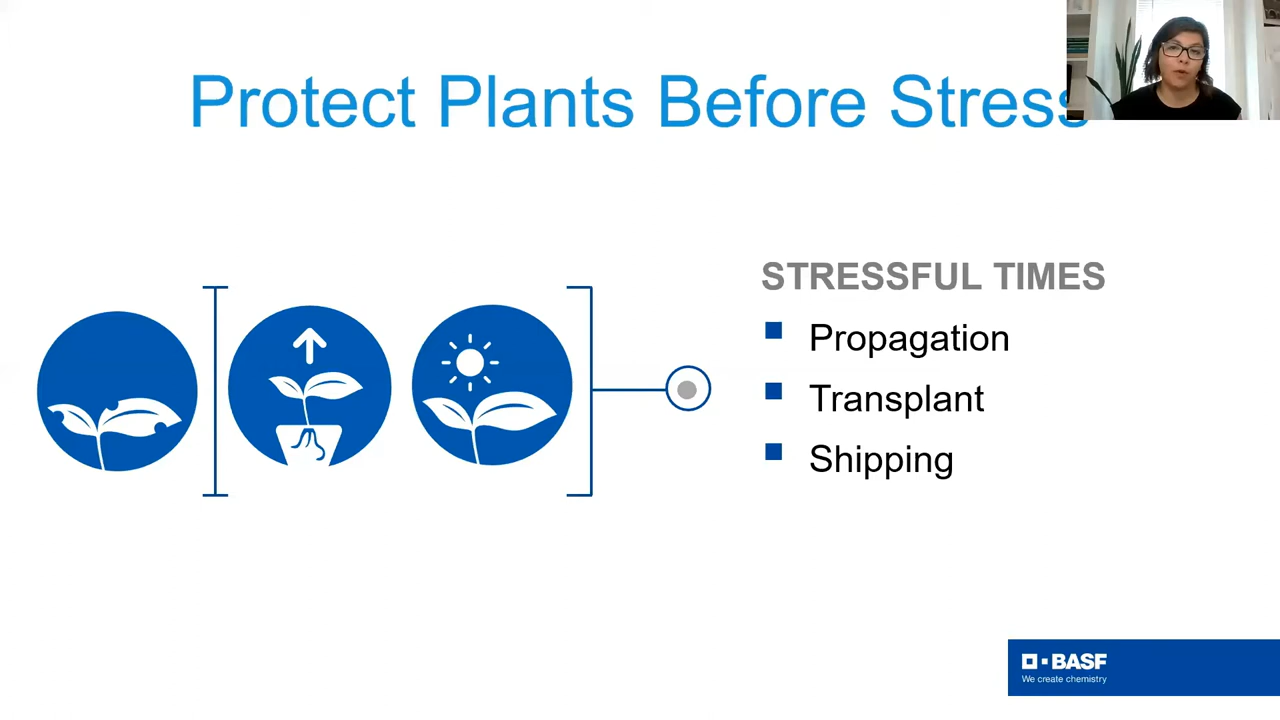 Protect Plants Before Stress
STRESSFUL TIMES
Propagation
Transplant
Shipping
BASF
We create chemistry